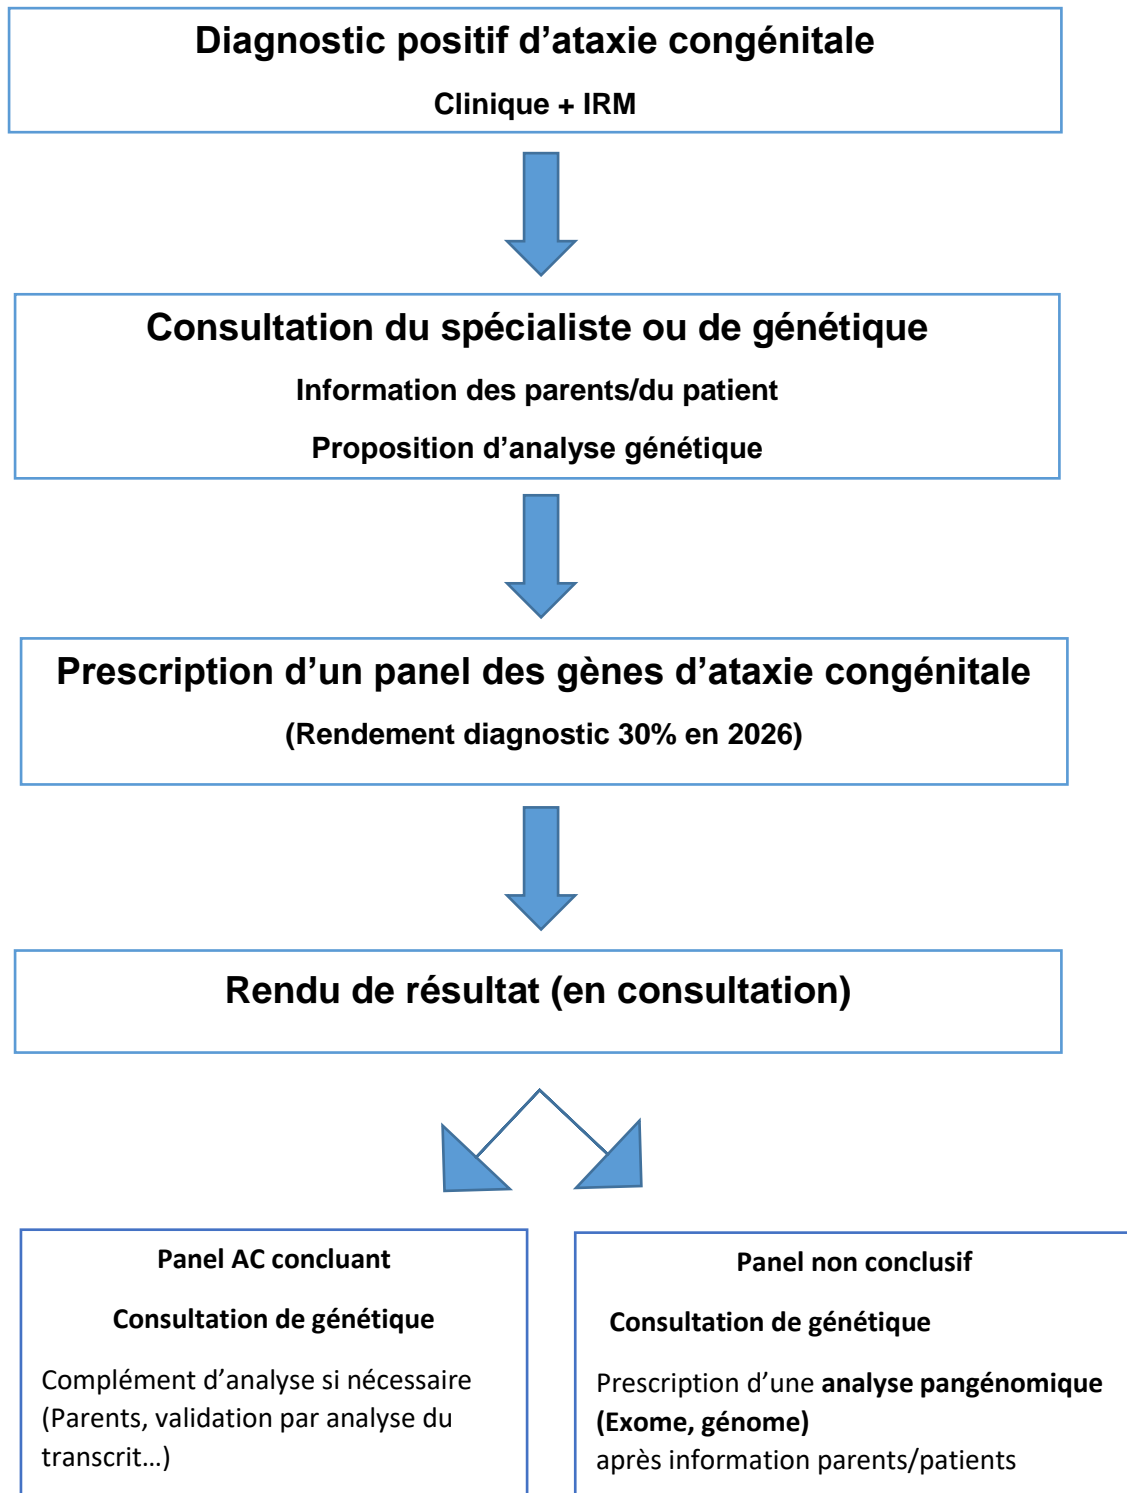 Diagnostic positif d’ataxie congénitale
Clinique + IRM
Consultation du spécialiste ou de génétique
Information des parents/du patient
Proposition d’analyse génétique
Prescription d’un panel des gènes d’ataxie congénitale
(Rendement diagnostic 30% en 2026)
Rendu de résultat (en consultation)
Panel AC concluant
Consultation de génétique
Complément d’analyse si nécessaire
(Parents, validation par analyse du
transcrit…)
Panel non conclusif
Consultation de génétique
Prescription d’une analyse pangénomique
(Exome, génome)
après information parents/patients